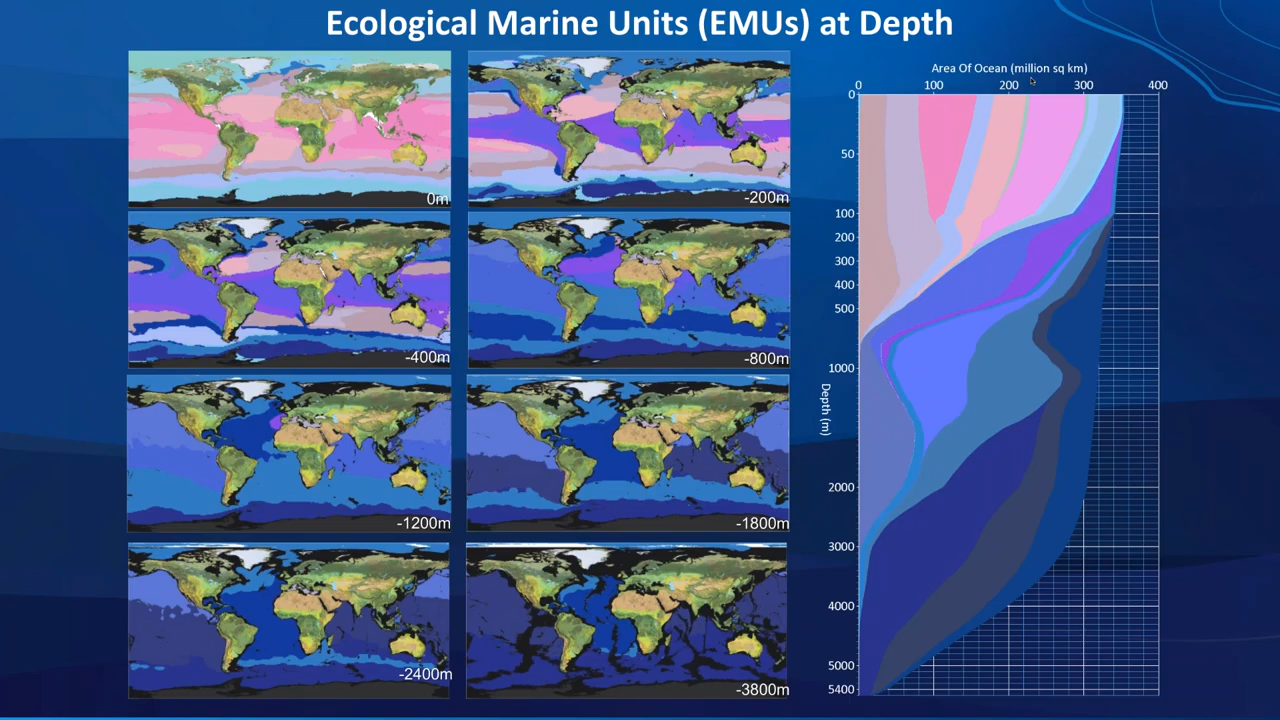 Ecological Marine Units (EMUs) at Depth
0m
-200m
-400m
-800m
-1200m
-1800m
-2400m
-3800m
Area Of Ocean (million sq km)
0 100 200 300 400
0
50
100
200
300
400
500
1000
2000
3000
4000
5000
5400
Depth (m)